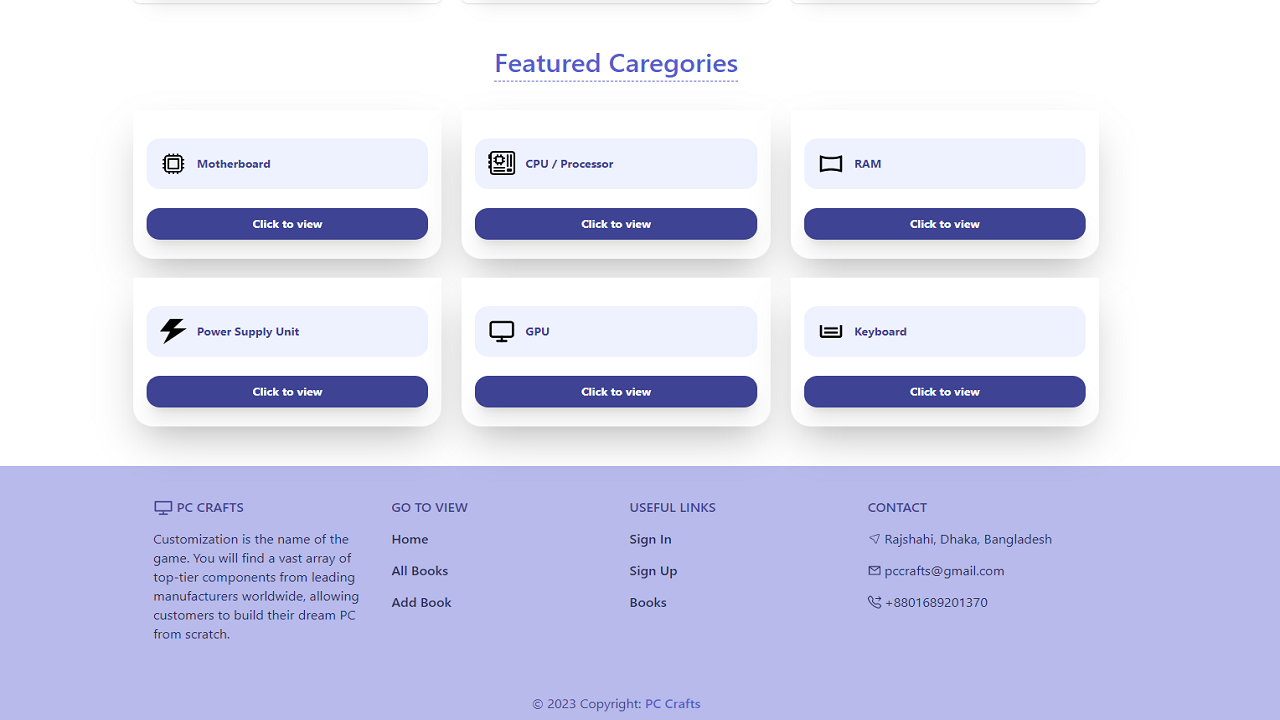 Featured Caregories
Motherboard
CPU / Processor
RAM
Click to view
Click to view
Click to view
Power Supply Unit
GPU
Keyboard
Click to view
Click to view
Click to view
PC CRAFTS
Customization is the name of the
game. You will find a vast array of
top-tier components from leading
manufacturers worldwide, allowing
customers to build their dream PC
from scratch.
GO TO VIEW
Home
All Books
Add Book
USEFUL LINKS
Sign In
Sign Up
Books
CONTACT
Rajshahi, Dhaka, Bangladesh
pccrafts@gmail.com
+8801689201370
© 2023 Copyright: PC Crafts